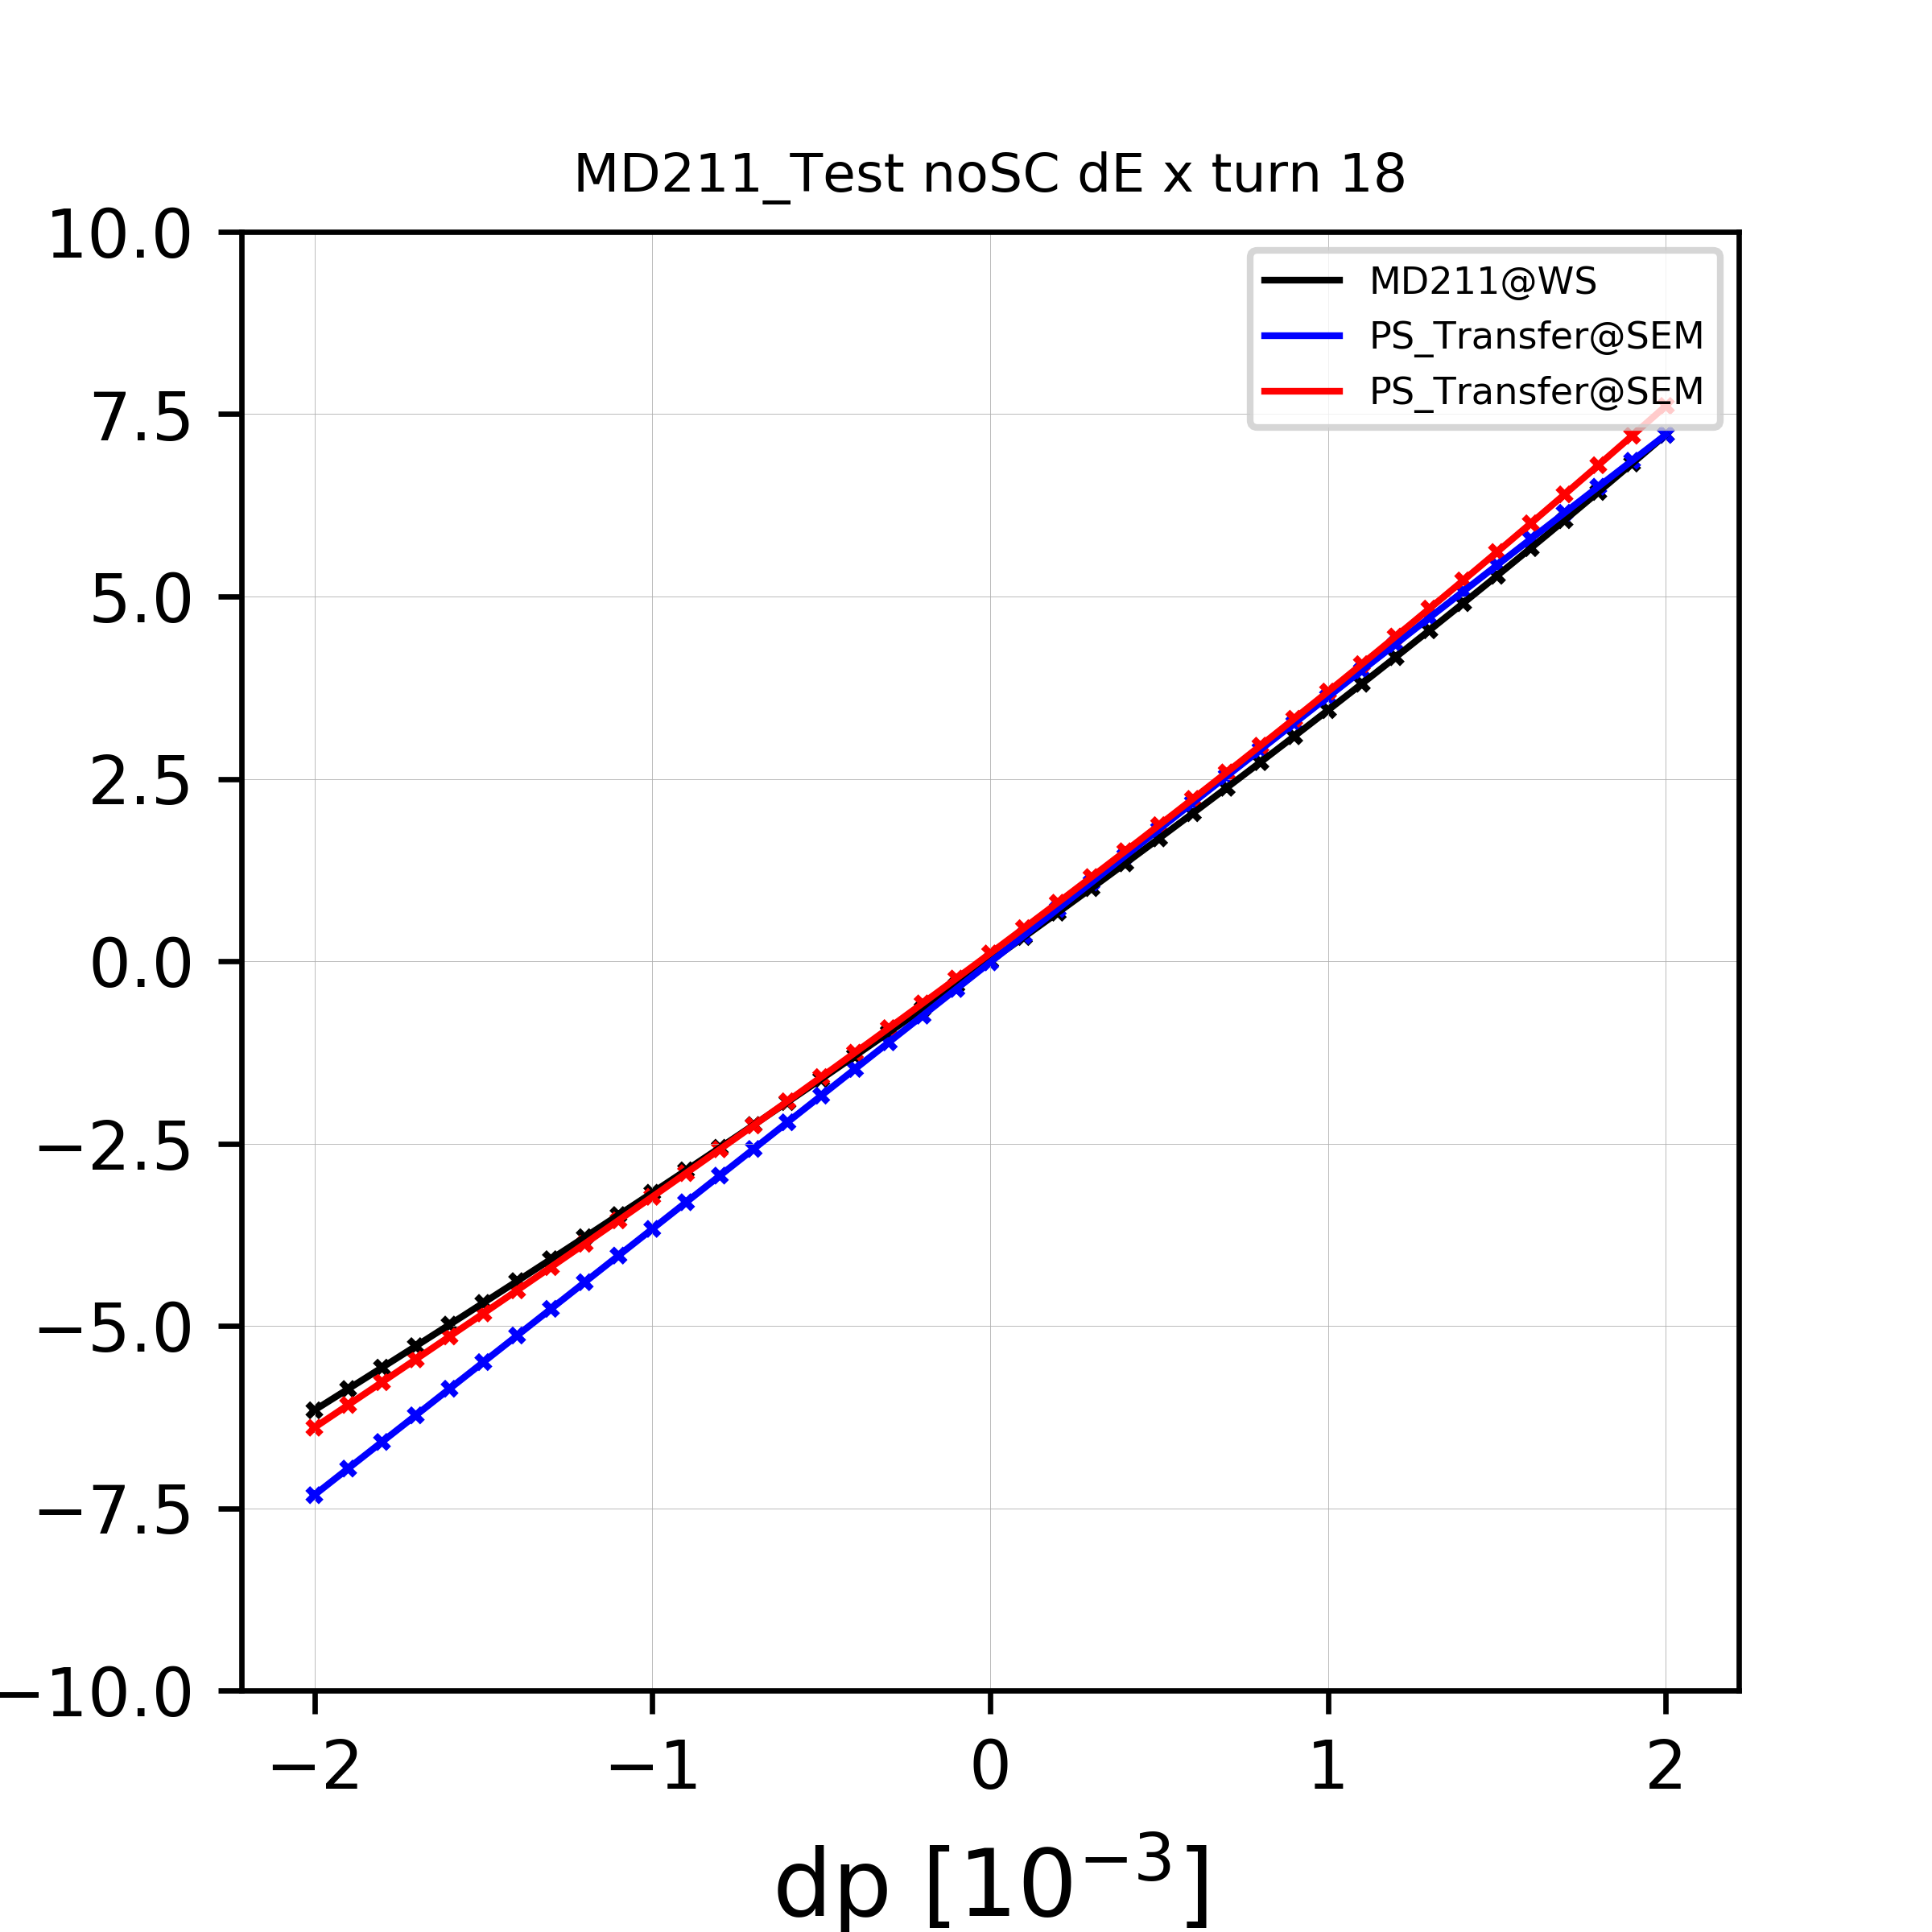 MD211_Test noSC dE x turn 18
10.0
7.5
5.0
2.5
0.0
−2.5
−5.0
−7.5
−10.0
MD211@WS
PS_Transfer@SEM
PS_Transfer@SEM
−2 −1 0 1 2
dp [10⁻³]